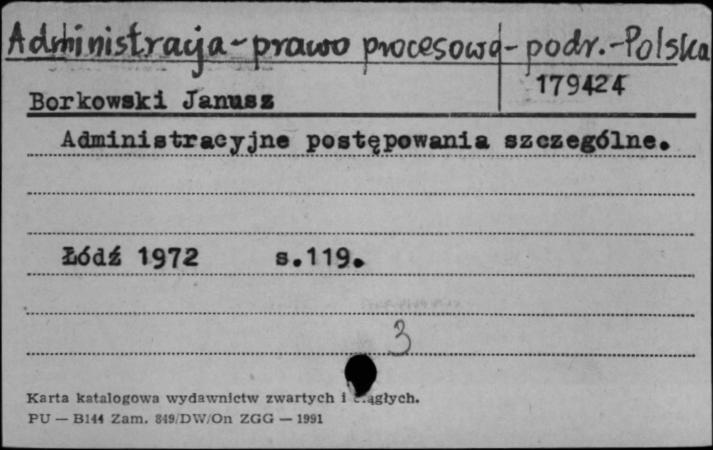 Administracja - prawo procesowe - podr. - Polska
179424
Borkowski Janusz
Administracyjne postępowania szczególne.
Łódź 1972 s.119.
3
Karta katalogowa wydawnictw zwartych i ciągłych.
PU — B144 Zam. 849/DW/On ZGG — 1991